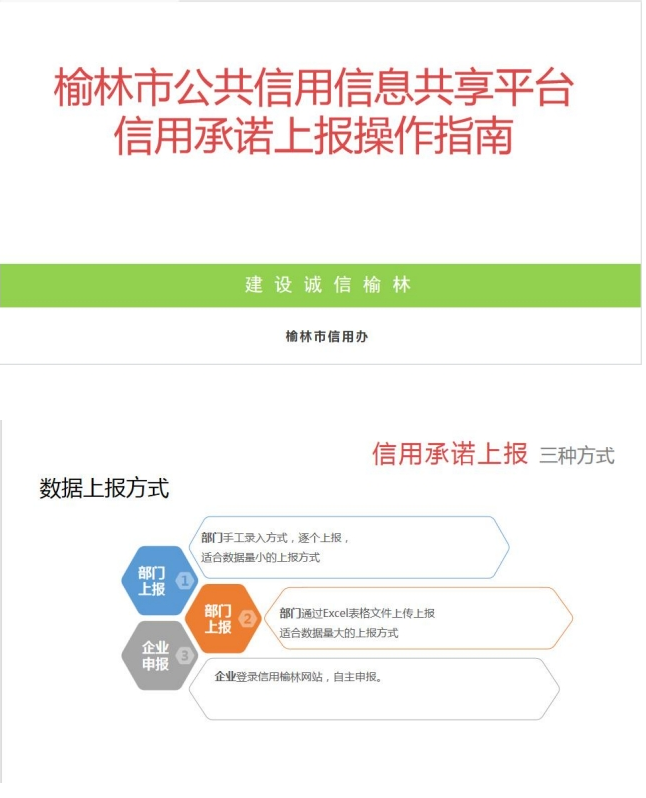 榆林市公共信用信息共享平台
信用承诺上报操作指南
建设诚信榆林
榆林市信用办
信用承诺上报 三种方式
数据上报方式
部门手工录入方式，逐个上报，
适合数据量小的上报方式
部门
上报
1
部门
上报
2
部门通过Excel表格文件上传上报
适合数据量大的上报方式
企业
申报
3
企业登录信用榆林网站，自主申报。